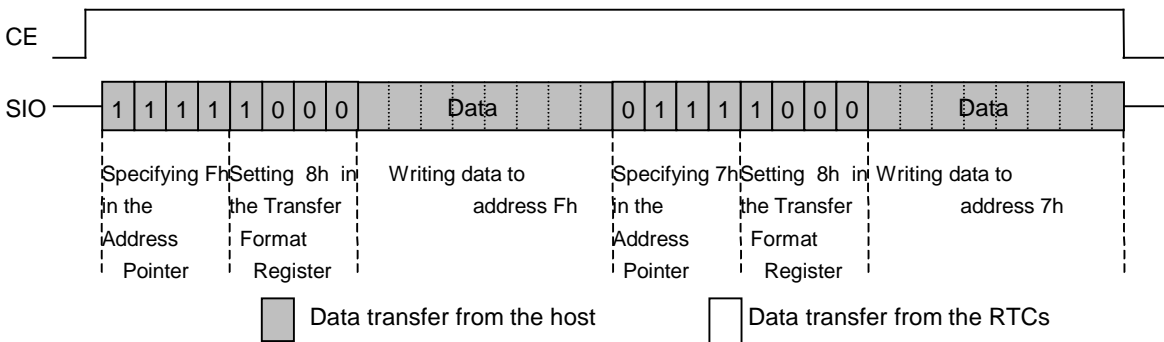 CE
SIO 1 1 1 1 1 0 0 0 Data 0 1 1 1 1 0 0 0 Data
Specifying Fh Setting 8h in Writing data to Specifying 7h Setting 8h in Writing data to
in the the Transfer address Fh in the the Transfer address 7h
Address Format Address Format
Pointer Register Pointer Register
Data transfer from the host Data transfer from the RTCs